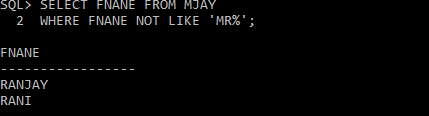 SQL> SELECT FNANE FROM MJAY
2 WHERE FNANE NOT LIKE 'MR%';
FNANE
-----------------
RANJAY
RANI